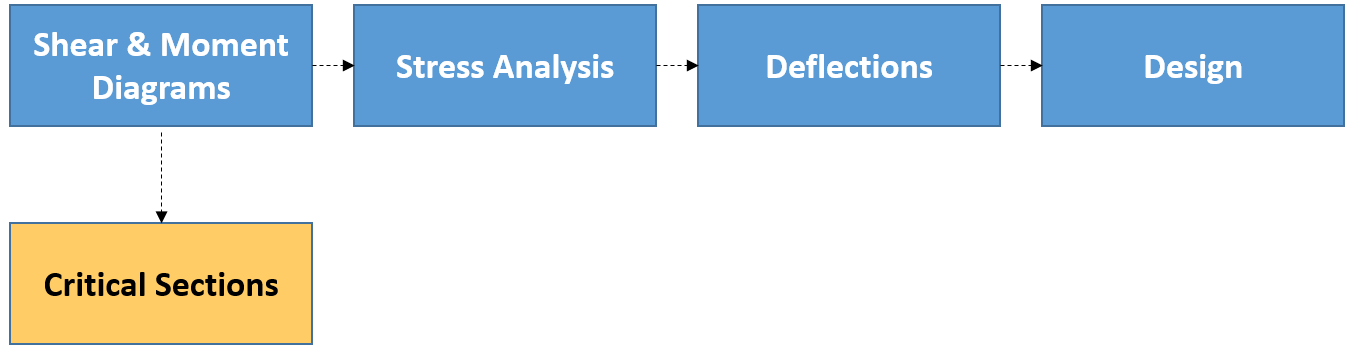 Shear & Moment
Diagrams
Stress Analysis
Deflections
Design
Critical Sections